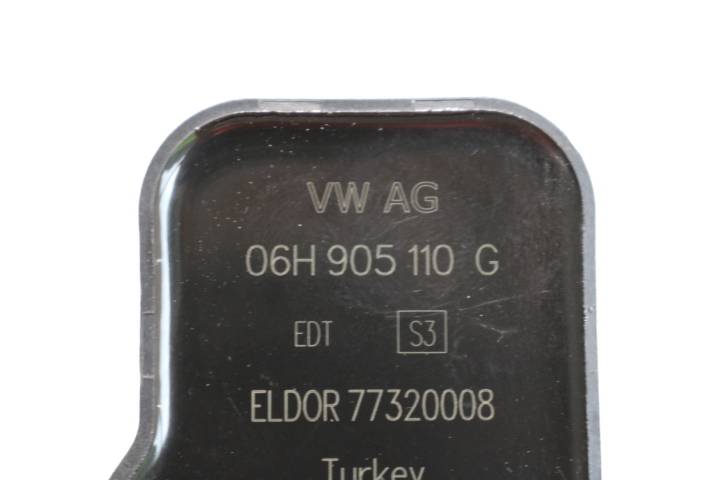 VW AG
06H 905 110 G
EDT S3
ELDOR 77320008
Turkey